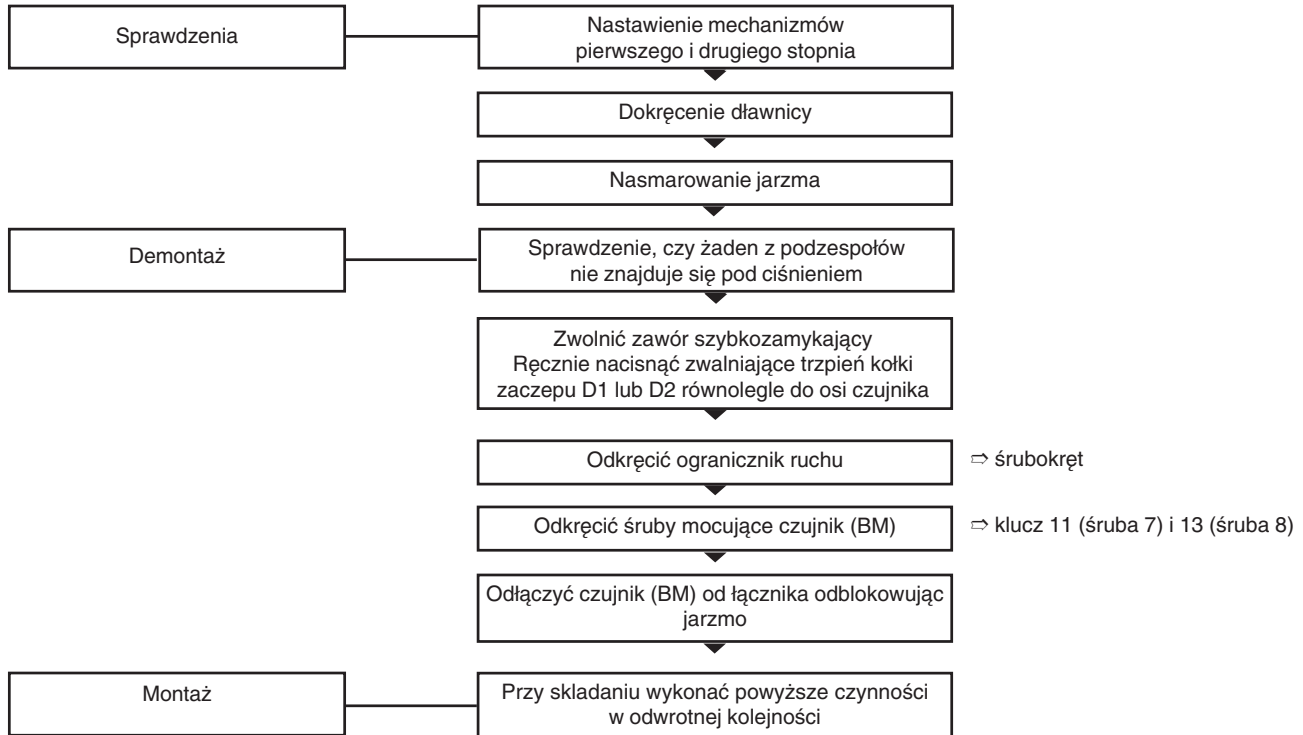 Sprawdzenia
Nastawienie mechanizmów
pierwszego i drugiego stopnia
Dokręcenie dławnicy
Nasmarowanie jarzma
Demontaż
Sprawdzenie, czy żaden z podzespołów
nie znajduje się pod ciśnieniem
Zwolnić zawór szybkozamykający
Ręcznie nacisnąć zwalniające trzpień kołki
zaczepu D1 lub D2 równolegle do osi czujnika
Odkręcić ogranicznik ruchu
⇨ śrubokręt
Odkręcić śruby mocujące czujnik (BM)
⇨ klucz 11 (śruba 7) i 13 (śruba 8)
Odłączyć czujnik (BM) od łącznika odblokowując
jarzmo
Montaż
Przy składaniu wykonać powyższe czynności
w odwrotnej kolejności